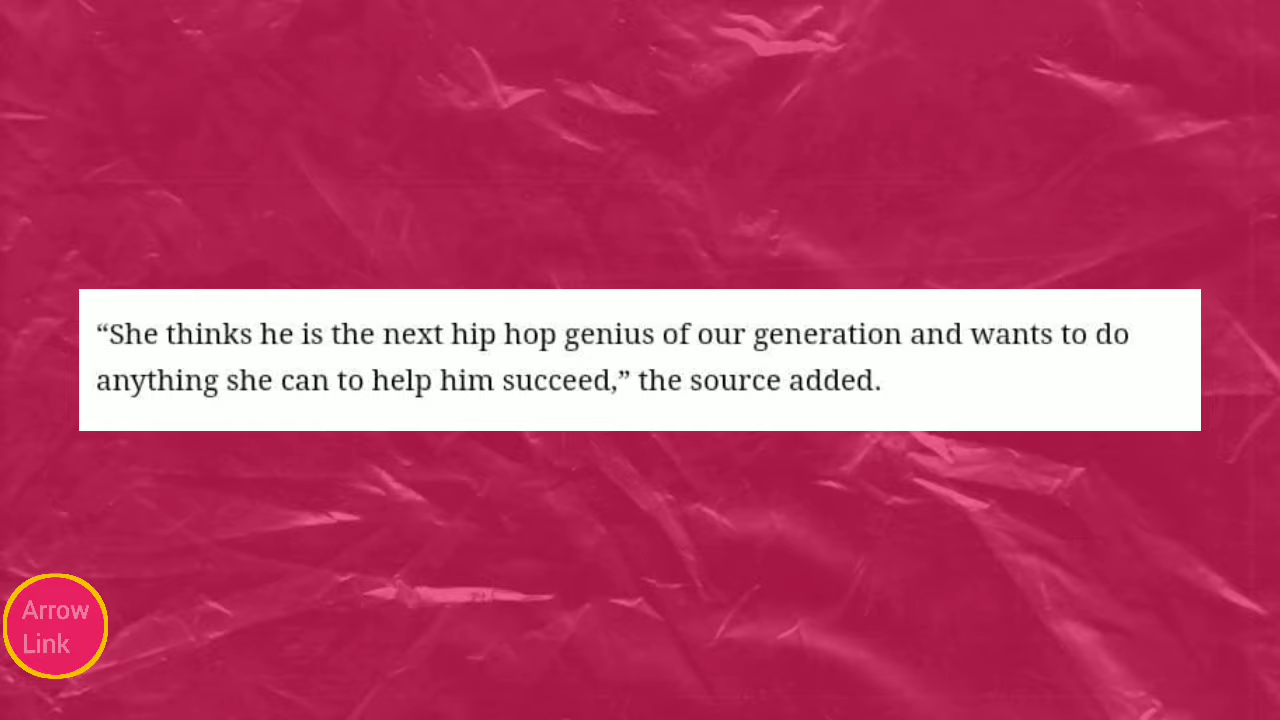 “She thinks he is the next hip hop genius of our generation and wants to do
anything she can to help him succeed,” the source added.
Arrow
Link